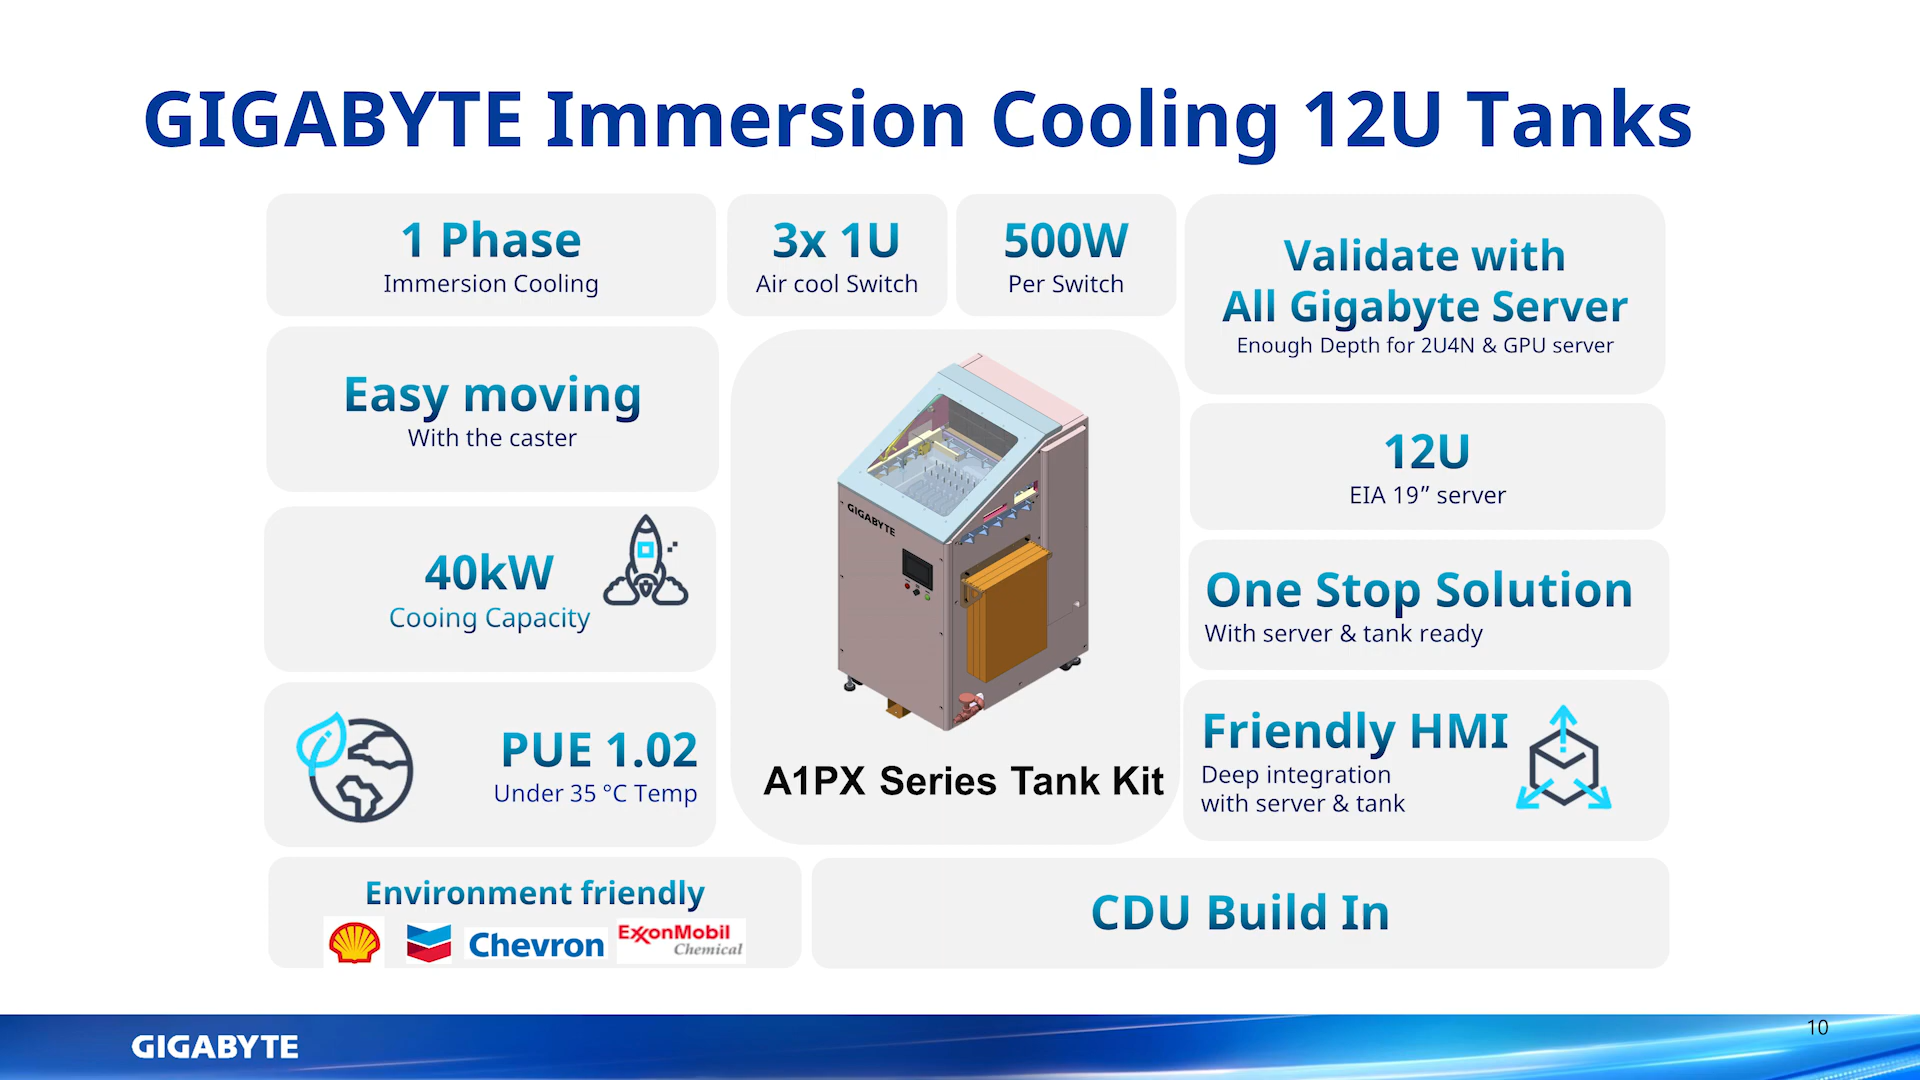 GIGABYTE Immersion Cooling 12U Tanks
1 Phase
Immersion Cooling
3x 1U
Air cool Switch
500W
Per Switch
Validate with
All Gigabyte Server
Enough Depth for 2U4N & GPU server
Easy moving
With the caster
12U
EIA 19” server
40kW
Cooing Capacity
One Stop Solution
With server & tank ready
PUE 1.02
Under 35 °C Temp
GIGABYTE
A1PX Series Tank Kit
Friendly HMI
Deep integration
with server & tank
Environment friendly
Chevron
ExxonMobil
Chemical
CDU Build In
GIGABYTE
10